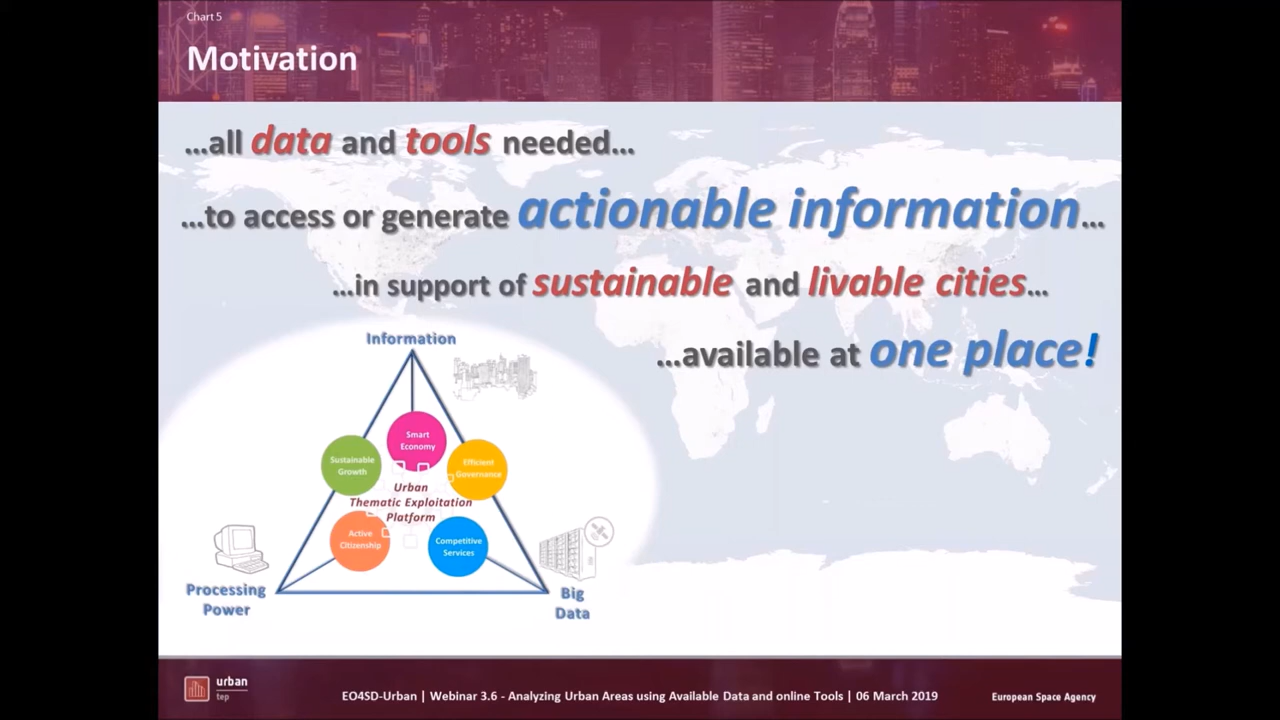 Chart 5
Motivation
...all data and tools needed...
...to access or generate actionable information...
...in support of sustainable and livable cities...
...available at one place!
Information
Smart
Economy
Sustainable
Growth
Efficient
Governance
Urban
Thematic Exploitation
Platform
Active
Citizenship
Competitive
Services
Processing
Power
Big
Data
urban
tep
EO4SD-Urban | Webinar 3.6 - Analyzing Urban Areas using Available Data and online Tools | 06 March 2019
European Space Agency